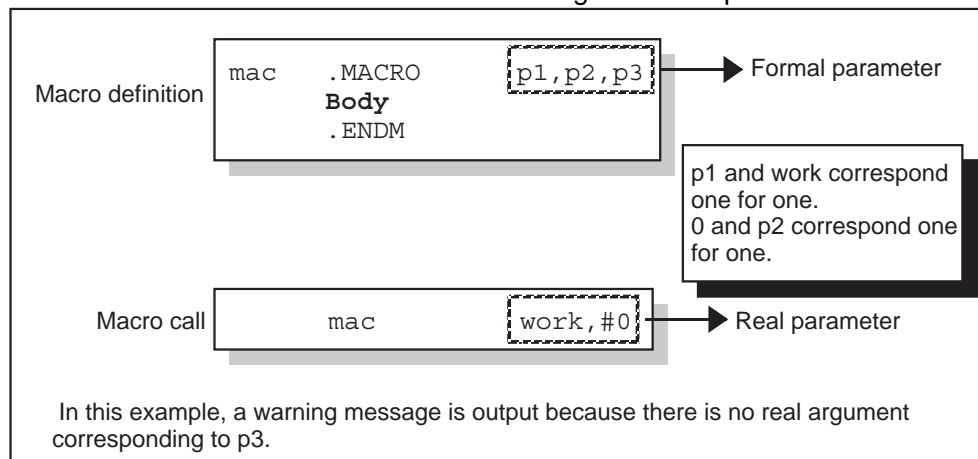 mac .MACRO p1,p2,p3 Formal parameter
Macro definition
Body
.ENDM
p1 and work correspond
one for one.
0 and p2 correspond one
for one.
Macro call mac work,#0 Real parameter
In this example, a warning message is output because there is no real argument
corresponding to p3.